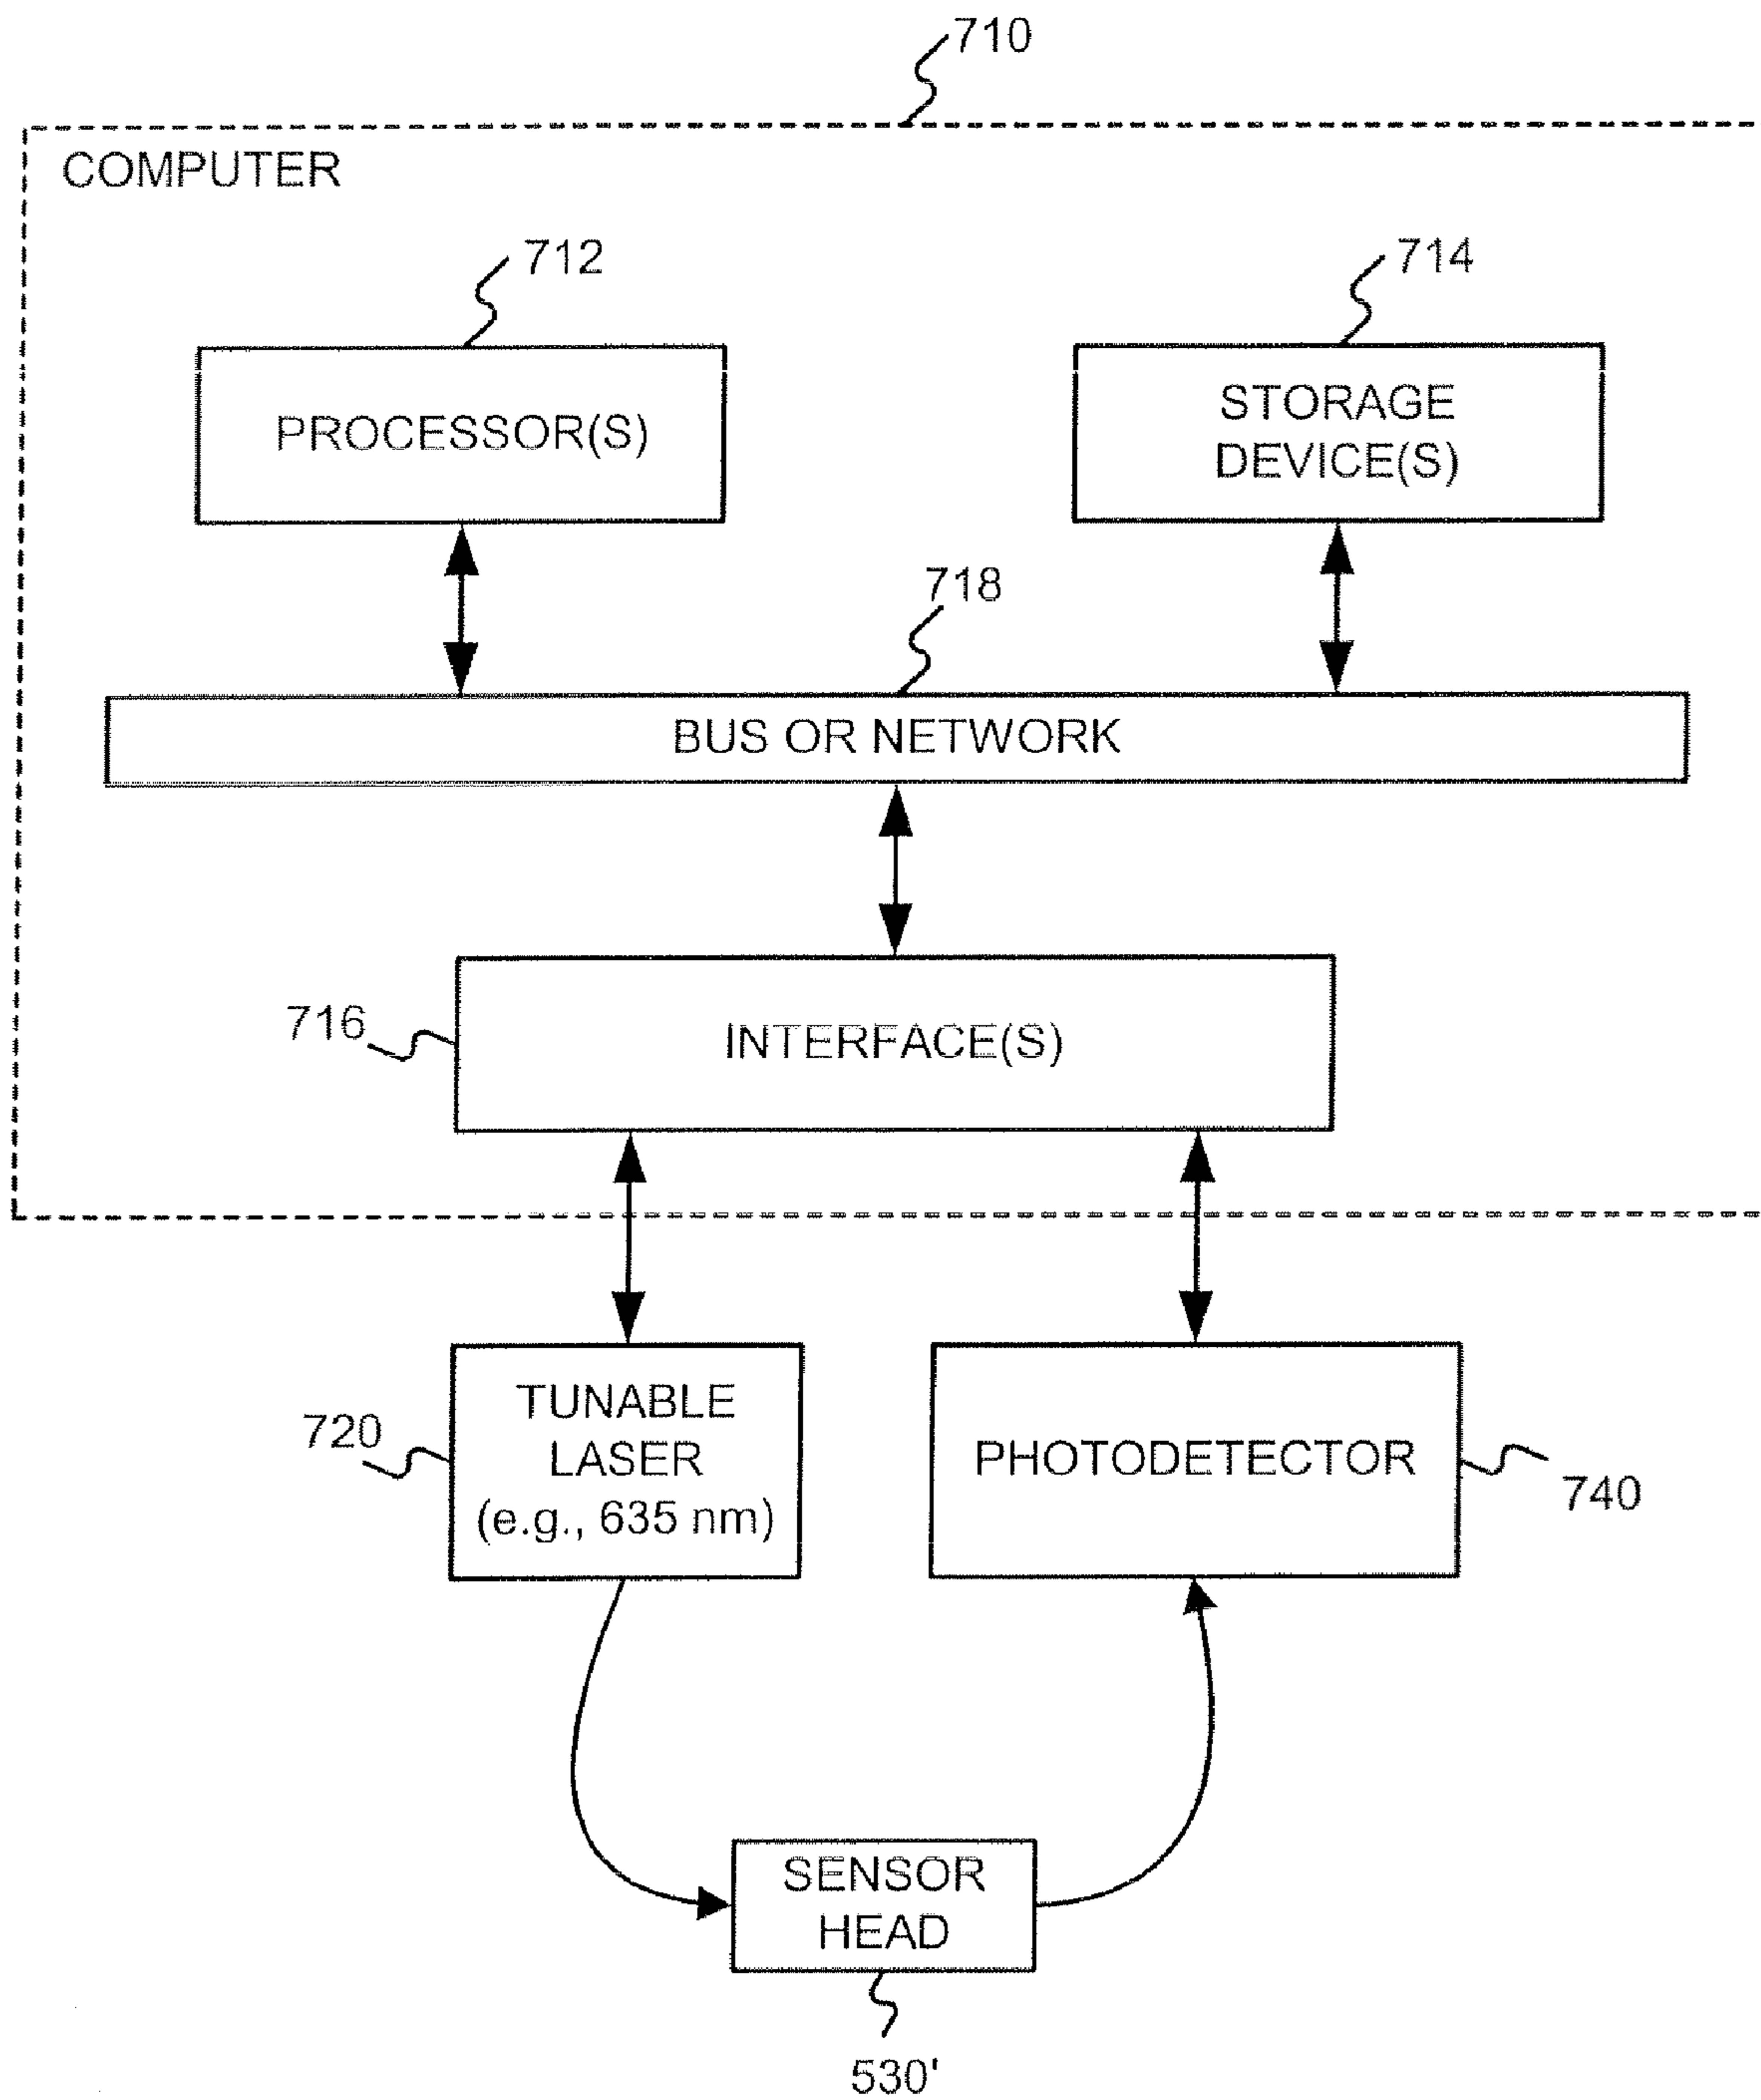 710
COMPUTER
712
714
PROCESSOR(S)
STORAGE
DEVICE(S)
718
BUS OR NETWORK
716
INTERFACE(S)
720
TUNABLE
LASER
(e.g., 635 nm)
PHOTODETECTOR
740
SENSOR
HEAD
530'